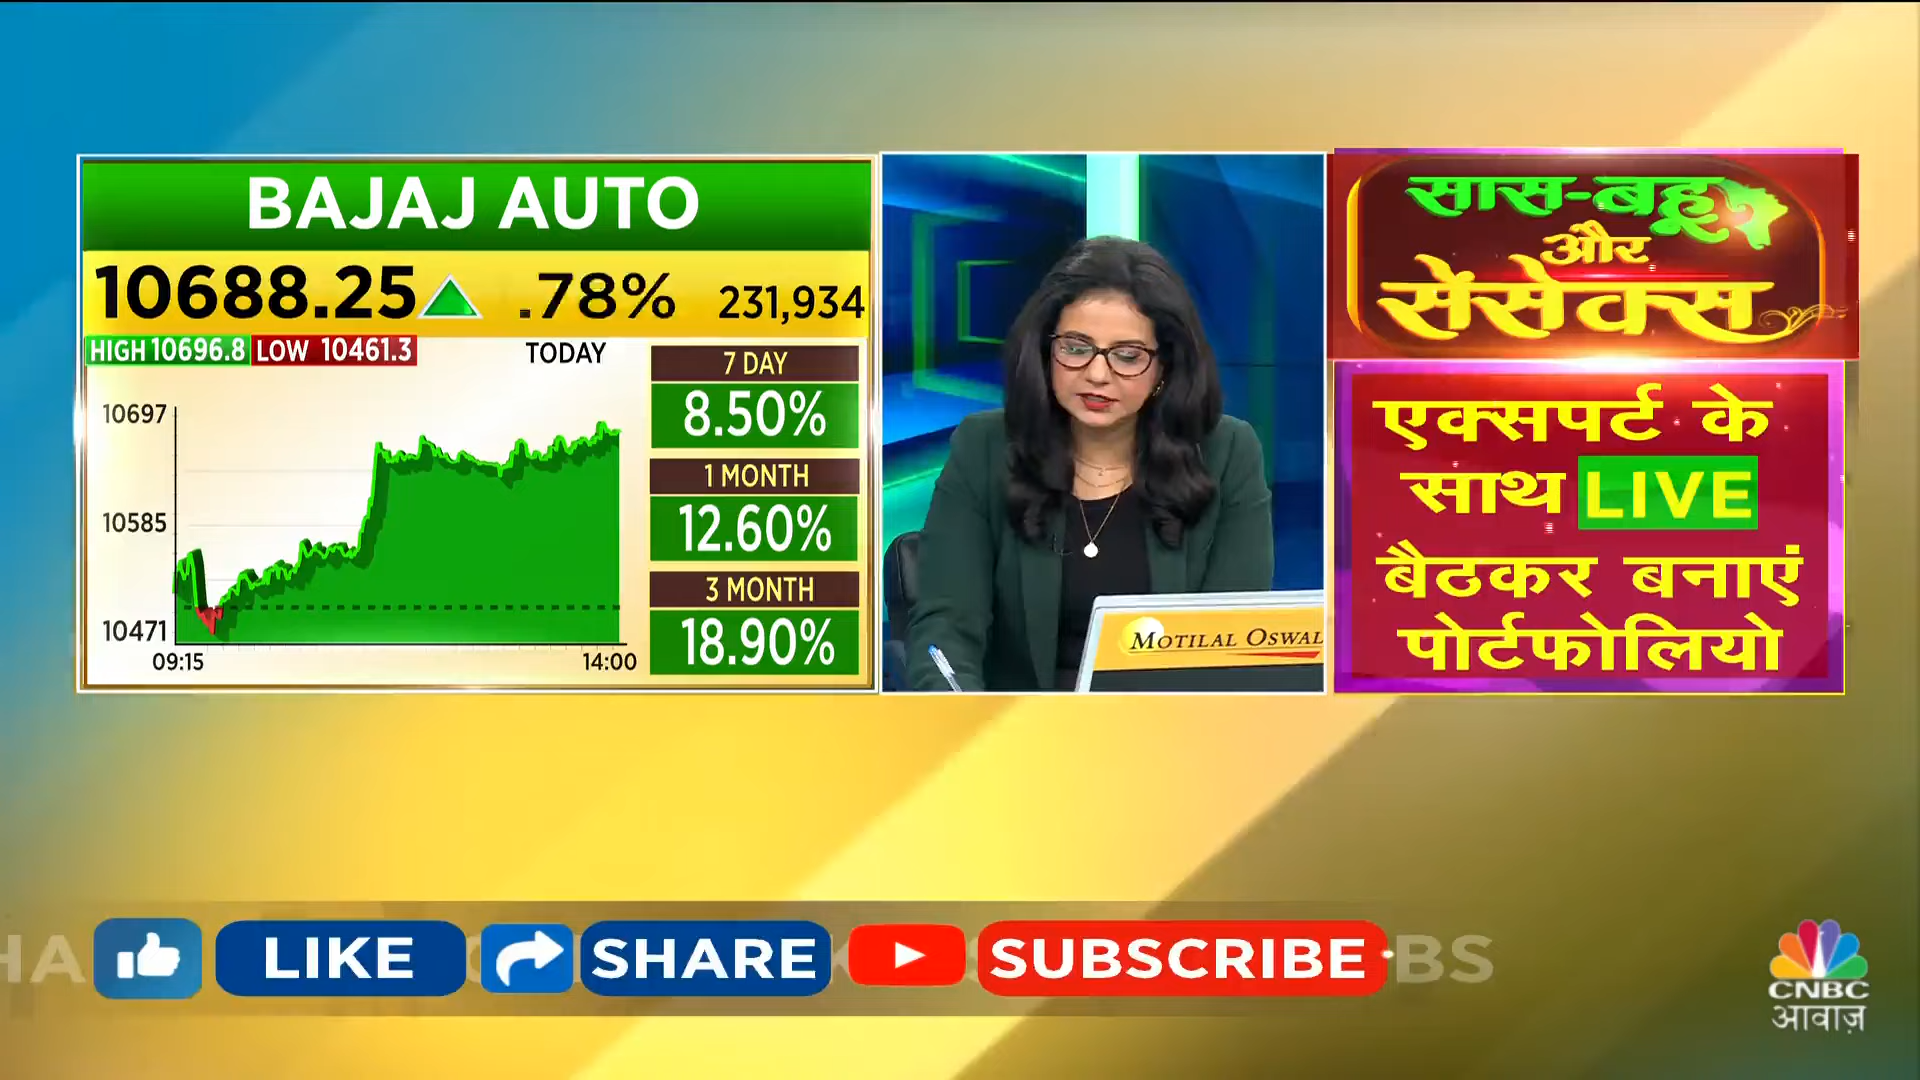 BAJAJ AUTO
10688.25 .78% 231,934
HIGH 10696.8 LOW 10461.3 TODAY
10697
10585
10471
09:15 14:00
7 DAY
8.50%
1 MONTH
12.60%
3 MONTH
18.90%
MOTILAL OSWAL
सास-बहू
और
सेंसेक्स
एक्सपर्ट के
साथ LIVE
बैठकर बनाएं
पोर्टफोलियो
HA LIKE SHARE SUBSCRIBE BS
CNBC
आवाज़